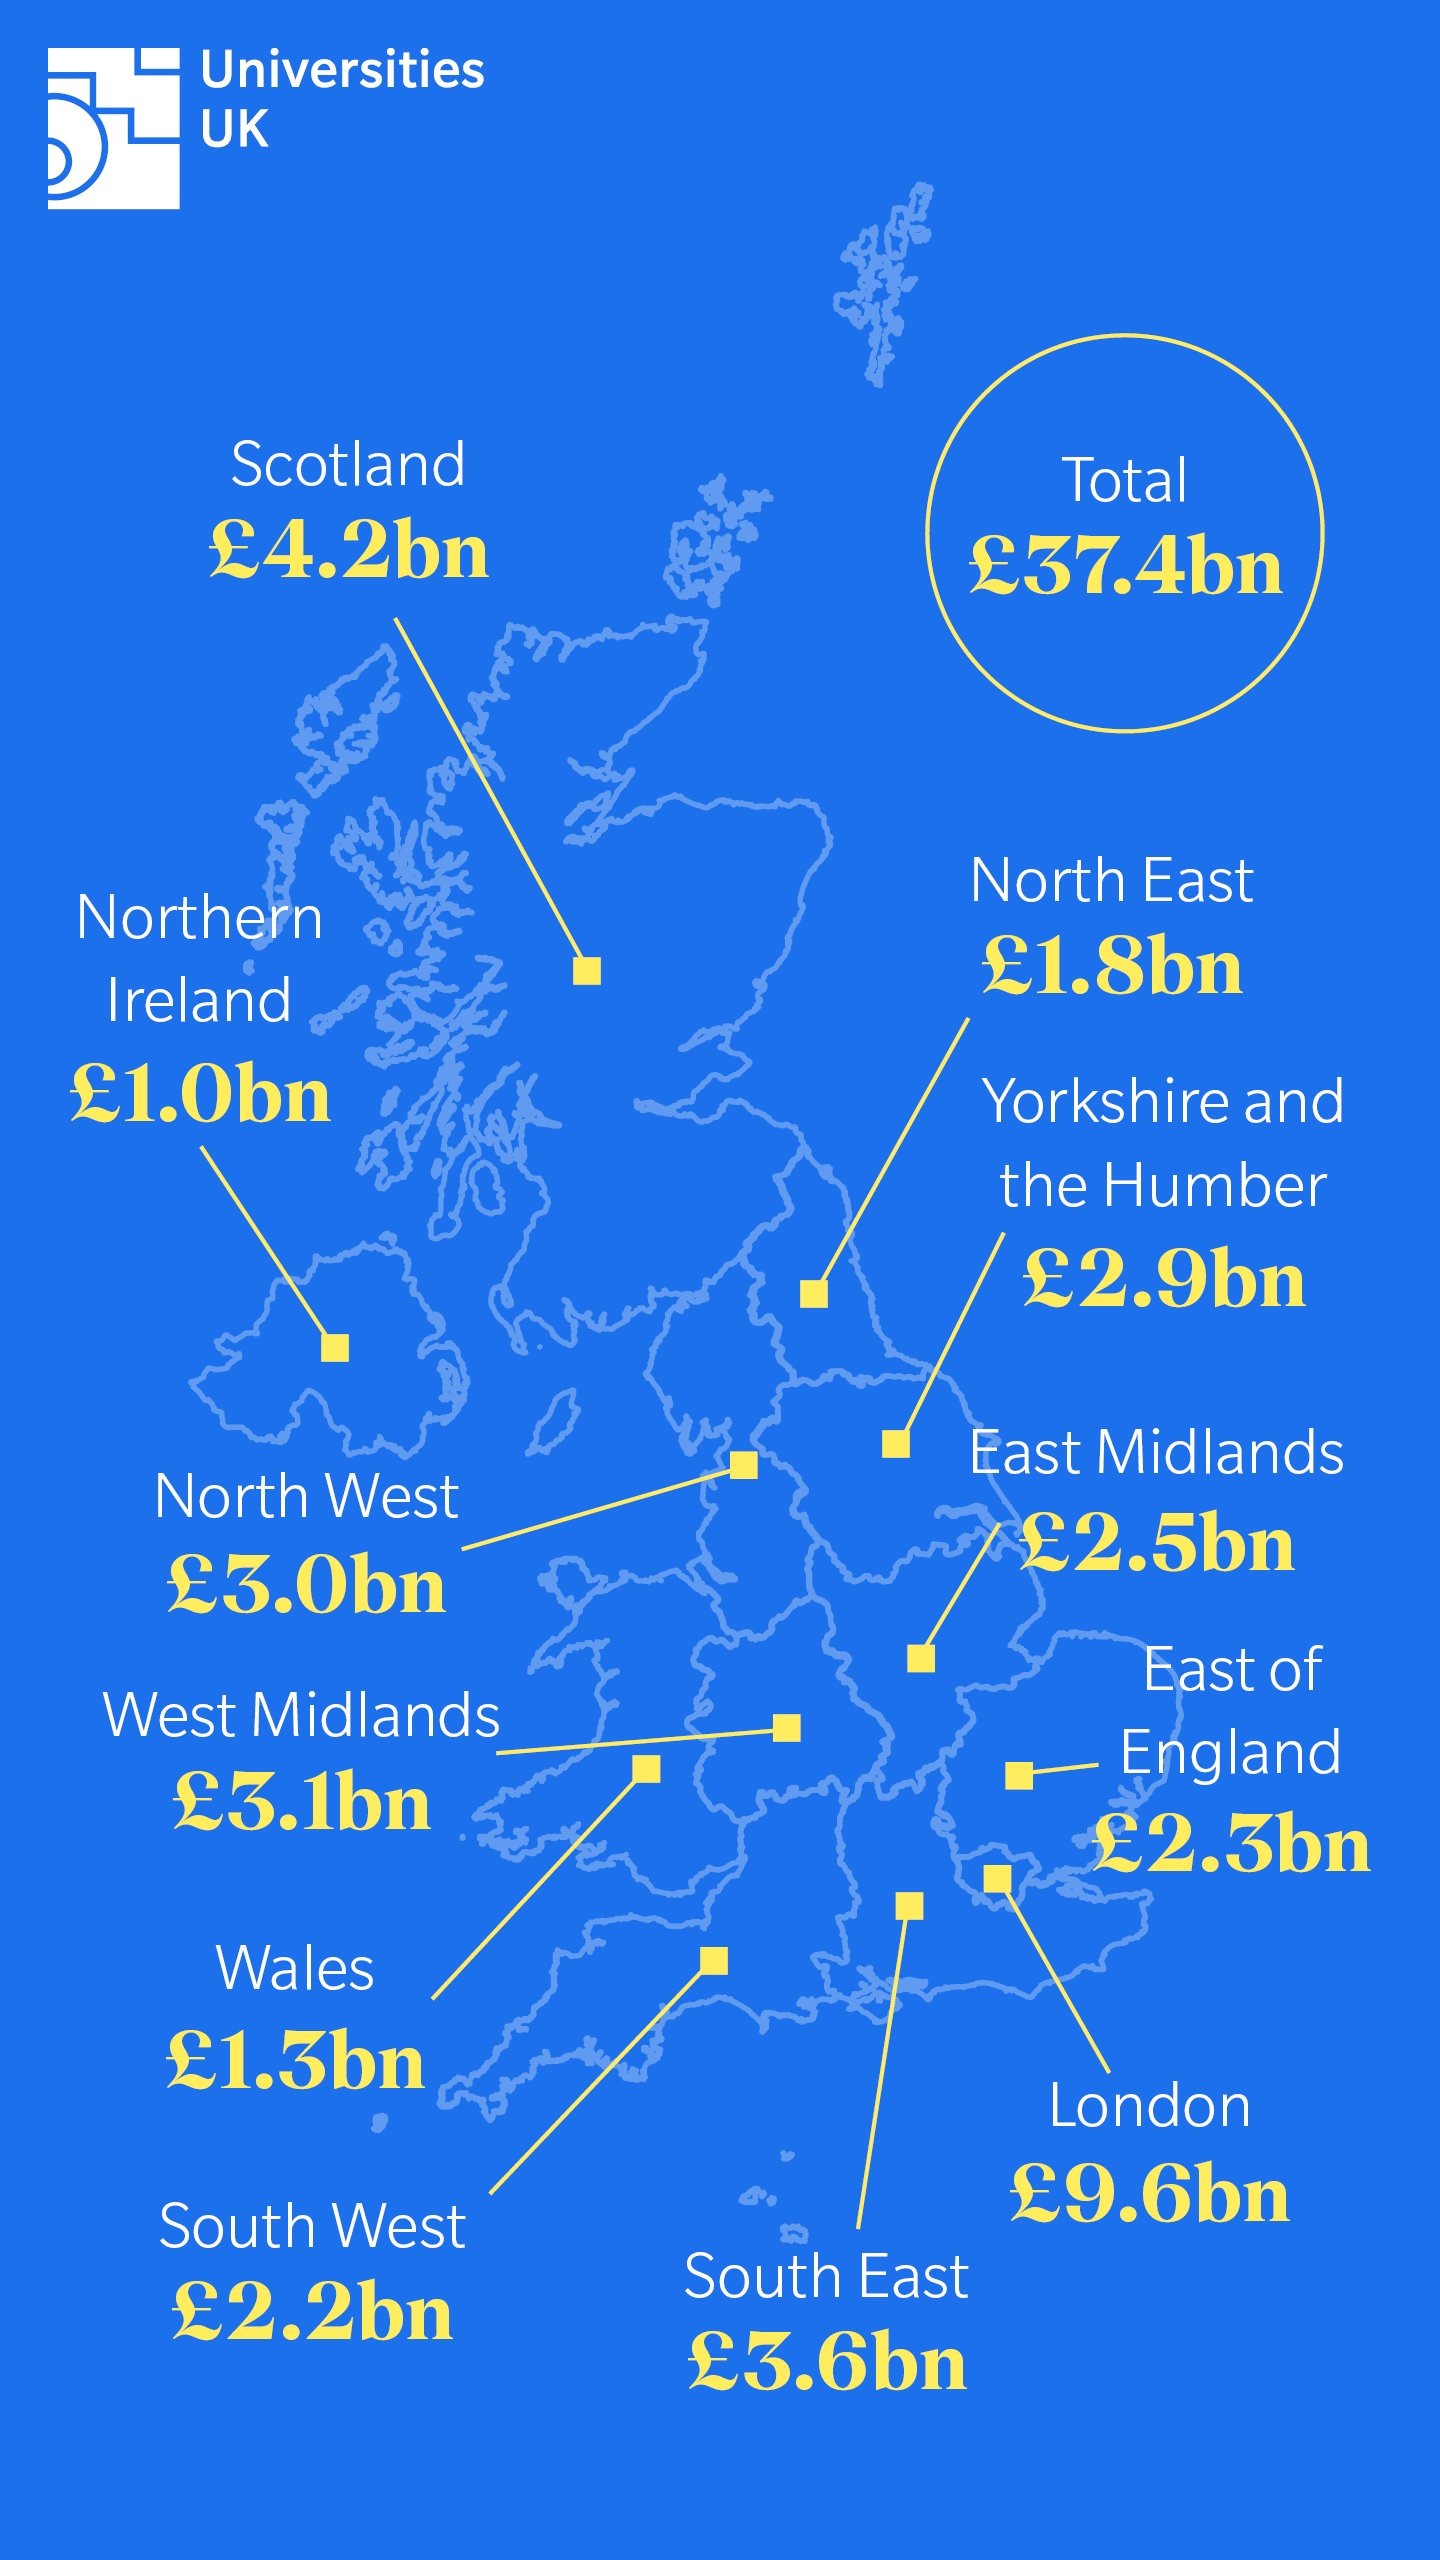 Universities
UK
Scotland
£4.2bn
Total
£37.4bn
North East
£1.8bn
Northern
Ireland
£1.0bn
Yorkshire and
the Humber
£2.9bn
East Midlands
£2.5bn
North West
£3.0bn
East of
England
£2.3bn
West Midlands
£3.1bn
Wales
£1.3bn
London
£9.6bn
South West
£2.2bn
South East
£3.6bn